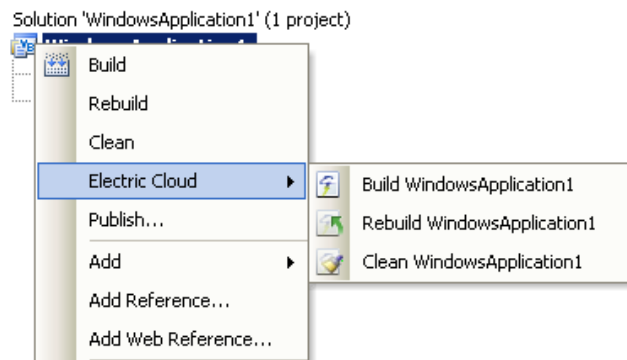 Solution 'WindowsApplication1' (1 project)
Build
Rebuild
Clean
Electric Cloud
Build WindowsApplication1
Publish...
Rebuild WindowsApplication1
Add
Clean WindowsApplication1
Add Reference...
Add Web Reference...